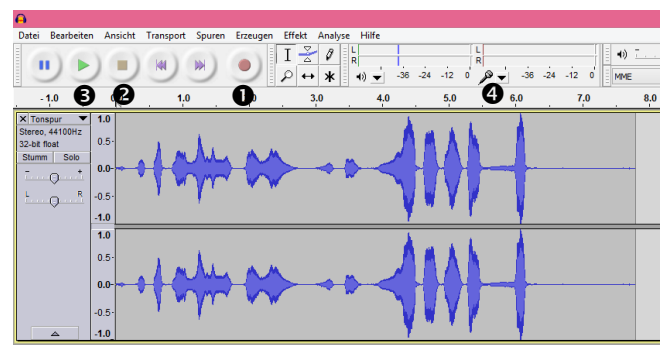 Datei Bearbeiten Ansicht Transport Spuren Erzeugen Effekt Analyse Hilfe
L
R
-36 -24 -12 0
L
R
-36 -24 -12 0
MME
3 2 1 4
-1.0 1.0 3.0 4.0 5.0 6.0 7.0 8.0
Tonspur
Stereo, 44100Hz
32-bit float
Stumm Solo
- +
L R
1.0
0.5
0.0
-0.5
-1.0
1.0
0.5
0.0
-0.5
-1.0